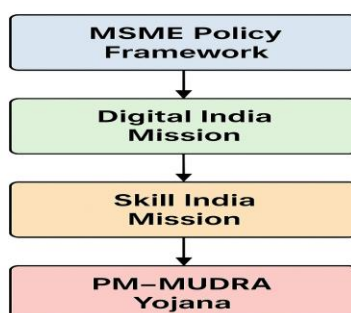 MSME Policy
Framework
Digital India
Mission
Skill India
Mission
PM–MUDRA
Yojana